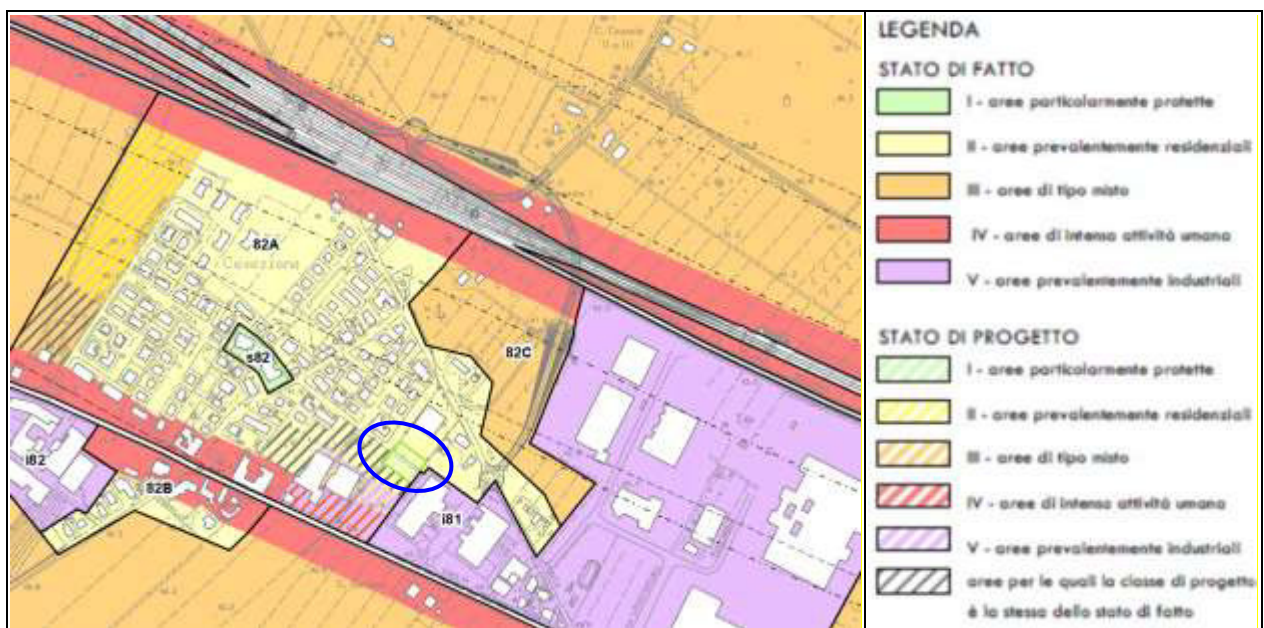 82A
s82
82C
i82
82B
i81
LEGENDA
STATO DI FATTO
I - aree particolarmente protette
II - aree prevalentemente residenziali
III - aree di tipo misto
IV - aree di intensa attività umana
V - aree prevalentemente industriali
STATO DI PROGETTO
I - aree particolarmente protette
II - aree prevalentemente residenziali
III - aree di tipo misto
IV - aree di intensa attività umana
V - aree prevalentemente industriali
aree per le quali la classe di progetto
è la stessa dello stato di fatto